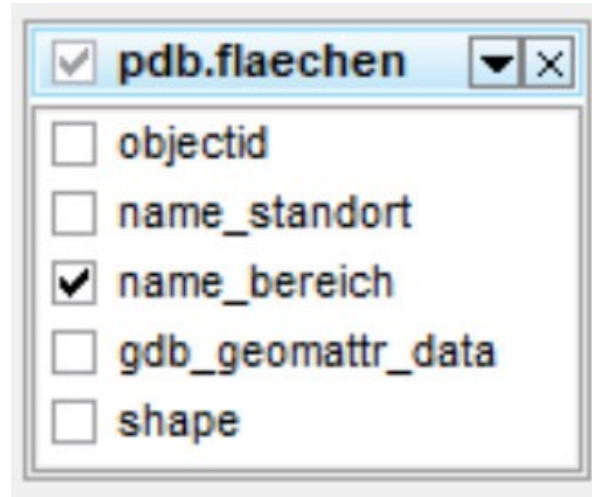 pdb.flaechen
objectid
name_standort
name_bereich
gdb_geomattr_data
shape